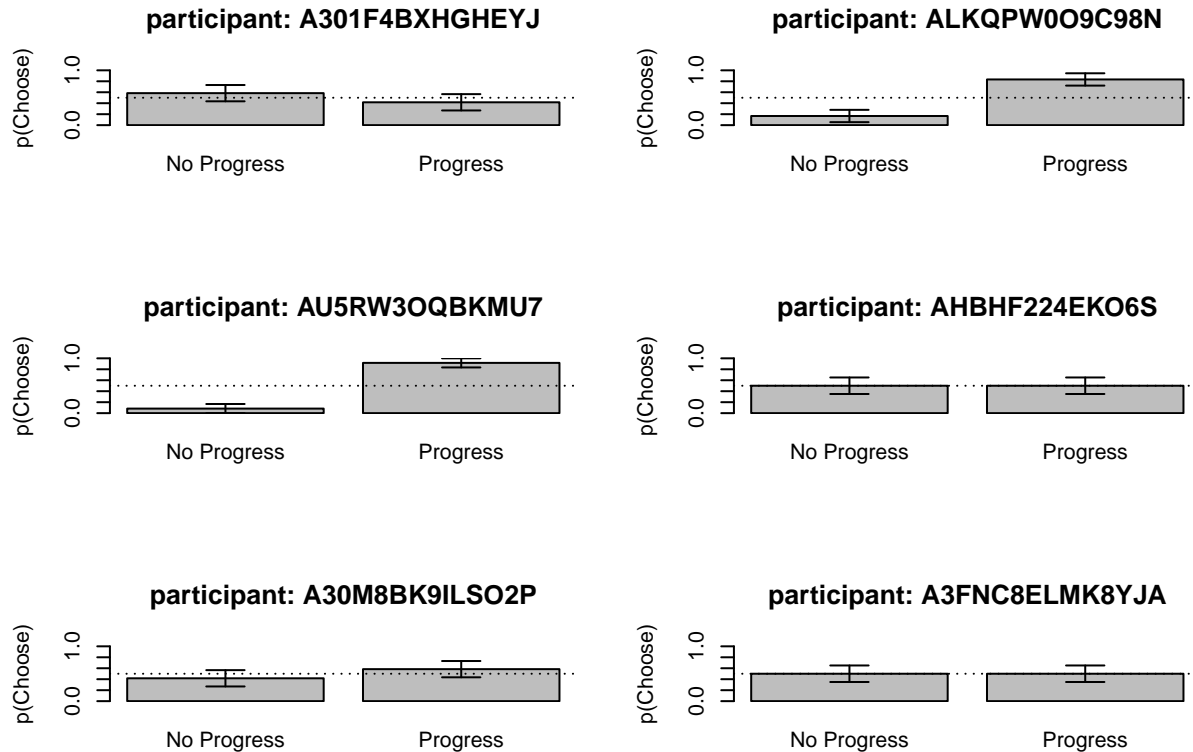 participant: A301F4BXHGHEYJ
p(Choose)
0.0 1.0
No Progress Progress
participant: ALKQPW0O9C98N
p(Choose)
0.0 1.0
No Progress Progress
participant: AU5RW3OQBKMU7
p(Choose)
0.0 1.0
No Progress Progress
participant: AHBHF224EKO6S
p(Choose)
0.0 1.0
No Progress Progress
participant: A30M8BK9ILSO2P
p(Choose)
0.0 1.0
No Progress Progress
participant: A3FNC8ELMK8YJA
p(Choose)
0.0 1.0
No Progress Progress